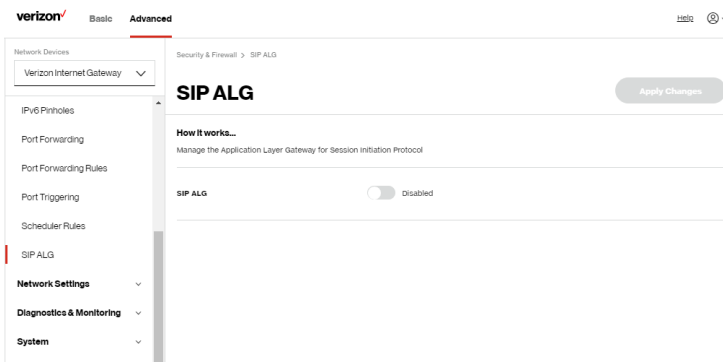 verizon✓
Basic
Advanced
Help
Network Devices
Verizon Internet Gateway
IPv6 Pinholes
Port Forwarding
Port Forwarding Rules
Port Triggering
Scheduler Rules
SIP ALG
Network Settings
Diagnostics & Monitoring
System
Security & Firewall > SIP ALG
SIP ALG
Apply Changes
How it works...
Manage the Application Layer Gateway for Session Initiation Protocol
SIP ALG
Disabled